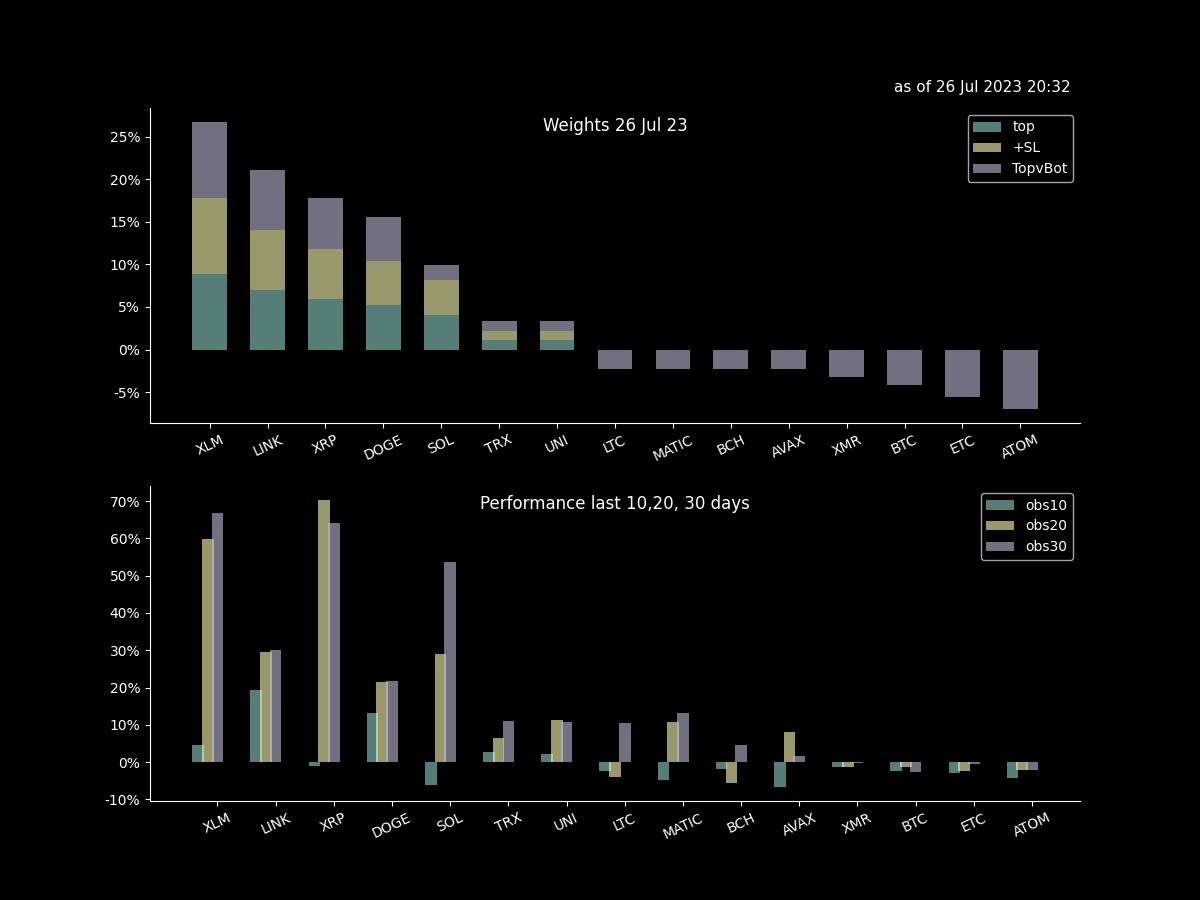 as of 26 Jul 2023 20:32
Weights 26 Jul 23
top
+SL
TopvBot
25%
20%
15%
10%
5%
0%
-5%
XLM LINK XRP DOGE SOL TRX UNI LTC MATIC BCH AVAX XMR BTC ETC ATOM
Performance last 10,20, 30 days
obs10
obs20
obs30
70%
60%
50%
40%
30%
20%
10%
0%
-10%
XLM LINK XRP DOGE SOL TRX UNI LTC MATIC BCH AVAX XMR BTC ETC ATOM